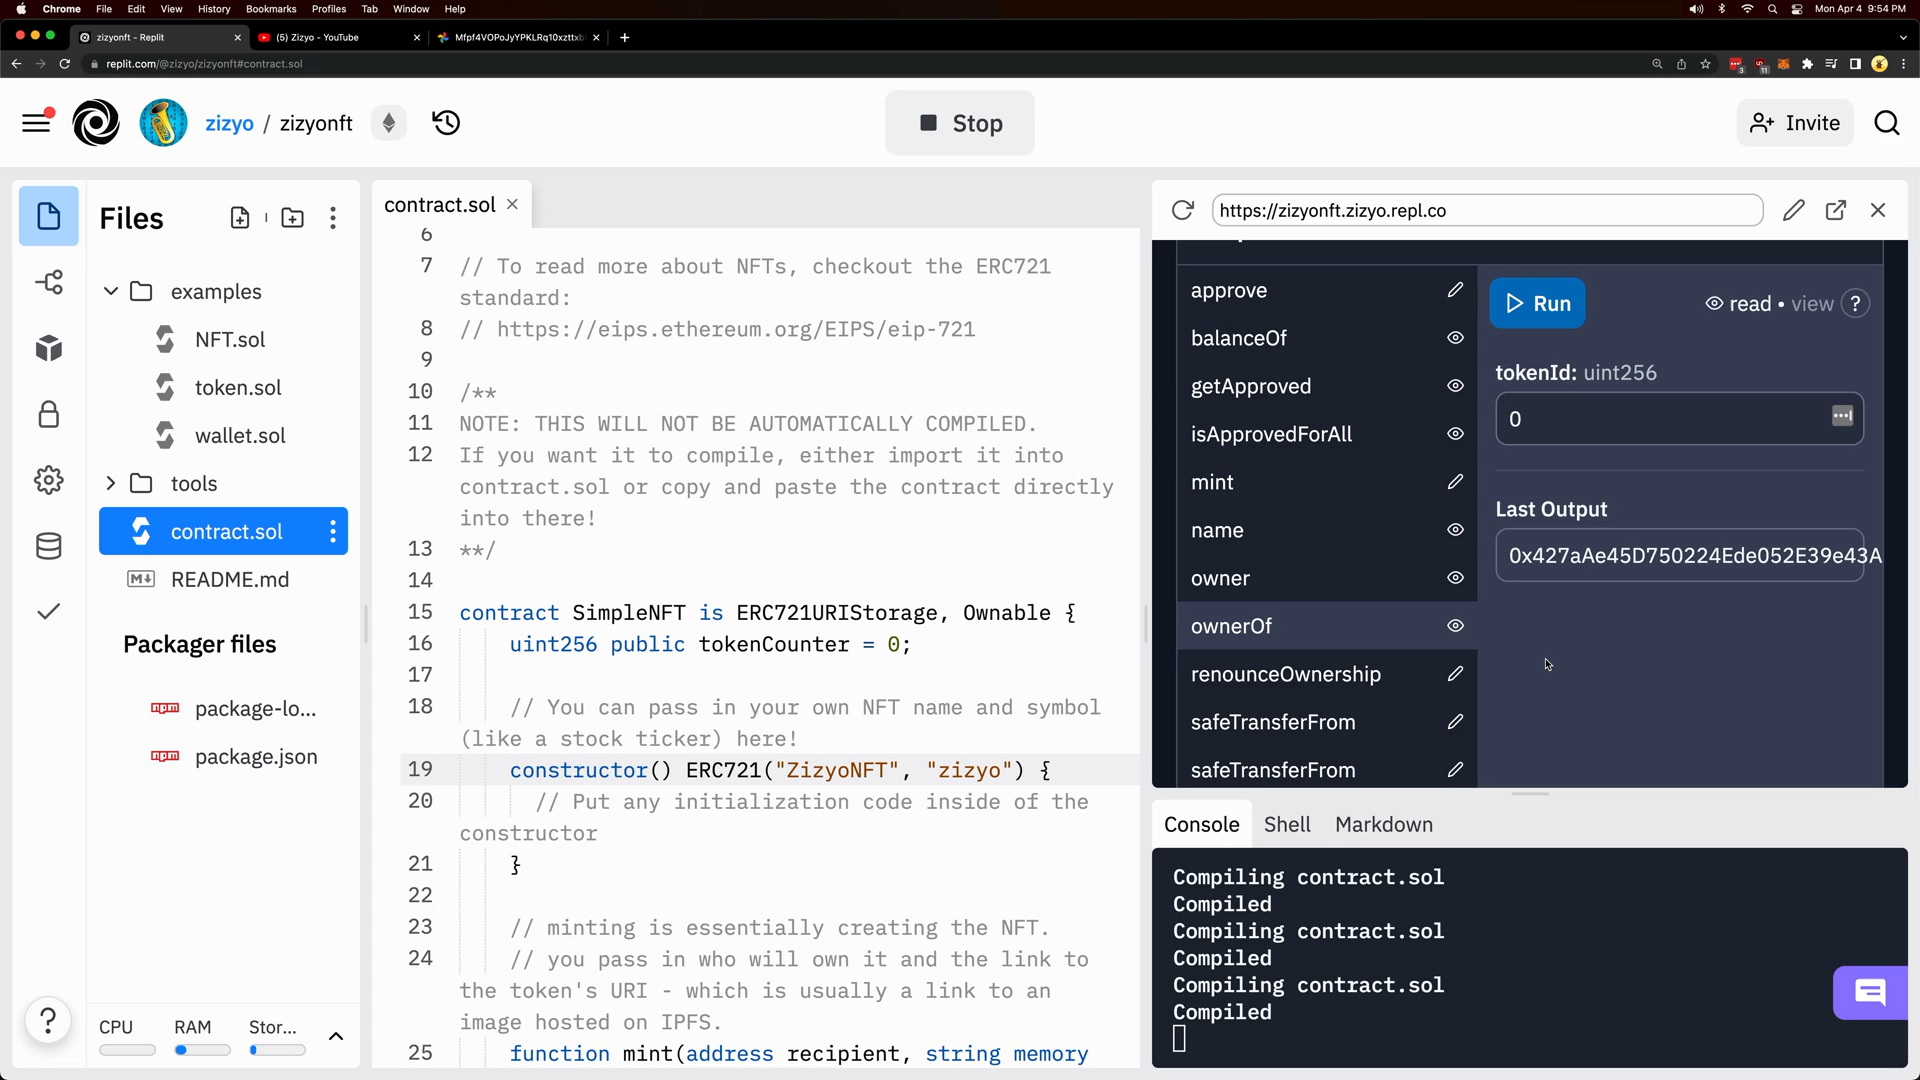 Chrome File Edit View History Bookmarks Profiles Tab Window Help Mon Apr 4 9:54 PM
zizyonft - Replit (5) Zizyo - YouTube Mfpf4VOPoJyYPKLRq10xzttxb
replit.com/@zizyo/zizyonft#contract.sol
3 11
zizyo / zizyonft Stop Invite
Files
examples
NFT.sol
token.sol
wallet.sol
tools
contract.sol
README.md
Packager files
package-lo...
package.json
CPU RAM Stor...
contract.sol
6
7 // To read more about NFTs, checkout the ERC721
standard:
8 // https://eips.ethereum.org/EIPS/eip-721
9
10 /**
11 NOTE: THIS WILL NOT BE AUTOMATICALLY COMPILED.
12 If you want it to compile, either import it into
contract.sol or copy and paste the contract directly
into there!
13 **/
14
15 contract SimpleNFT is ERC721URIStorage, Ownable {
16 uint256 public tokenCounter = 0;
17
18 // You can pass in your own NFT name and symbol
(like a stock ticker) here!
19 constructor() ERC721("ZizyoNFT", "zizyo") {
20 // Put any initialization code inside of the
constructor
21 }
22
23 // minting is essentially creating the NFT.
24 // you pass in who will own it and the link to
the token's URI - which is usually a link to an
image hosted on IPFS.
25 function mint(address recipient, string memory
https://zizyonft.zizyo.repl.co
approve
balanceOf
getApproved
isApprovedForAll
mint
name
owner
ownerOf
renounceOwnership
safeTransferFrom
safeTransferFrom
Run read • view ?
tokenId: uint256
0
Last Output
0x427aAe45D750224Ede052E39e43A
Console Shell Markdown
Compiling contract.sol
Compiled
Compiling contract.sol
Compiled
Compiling contract.sol
Compiled
?